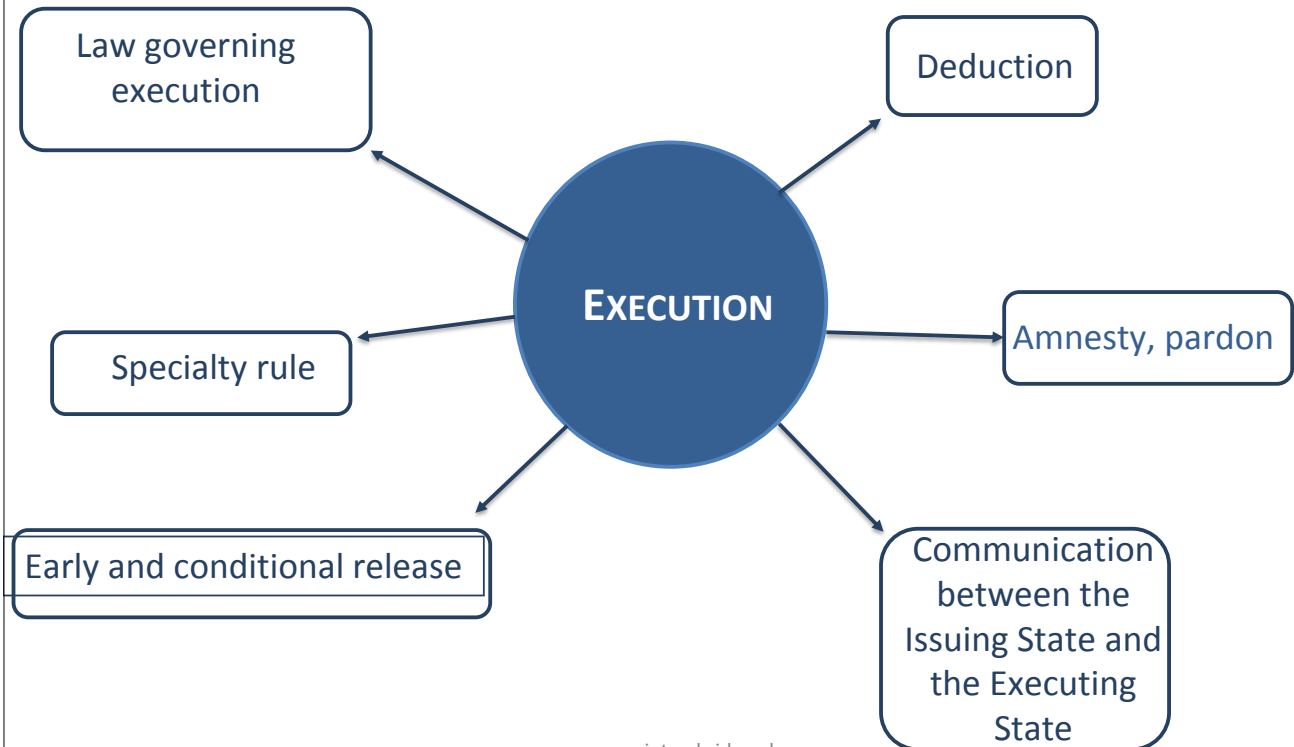 Law governing
execution
Deduction
EXECUTION
Specialty rule
Amnesty, pardon
Early and conditional release
Communication
between the
Issuing State and
the Executing
State